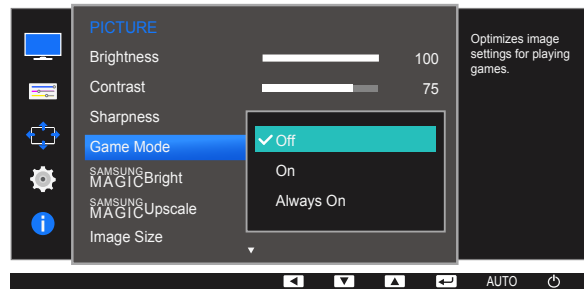 PICTURE
Brightness 100
Contrast 75
Sharpness
Game Mode
Off
On
Always On
SAMSUNG
MAGICBright
SAMSUNG
MAGICUpscale
Image Size
Optimizes image
settings for playing
games.
AUTO